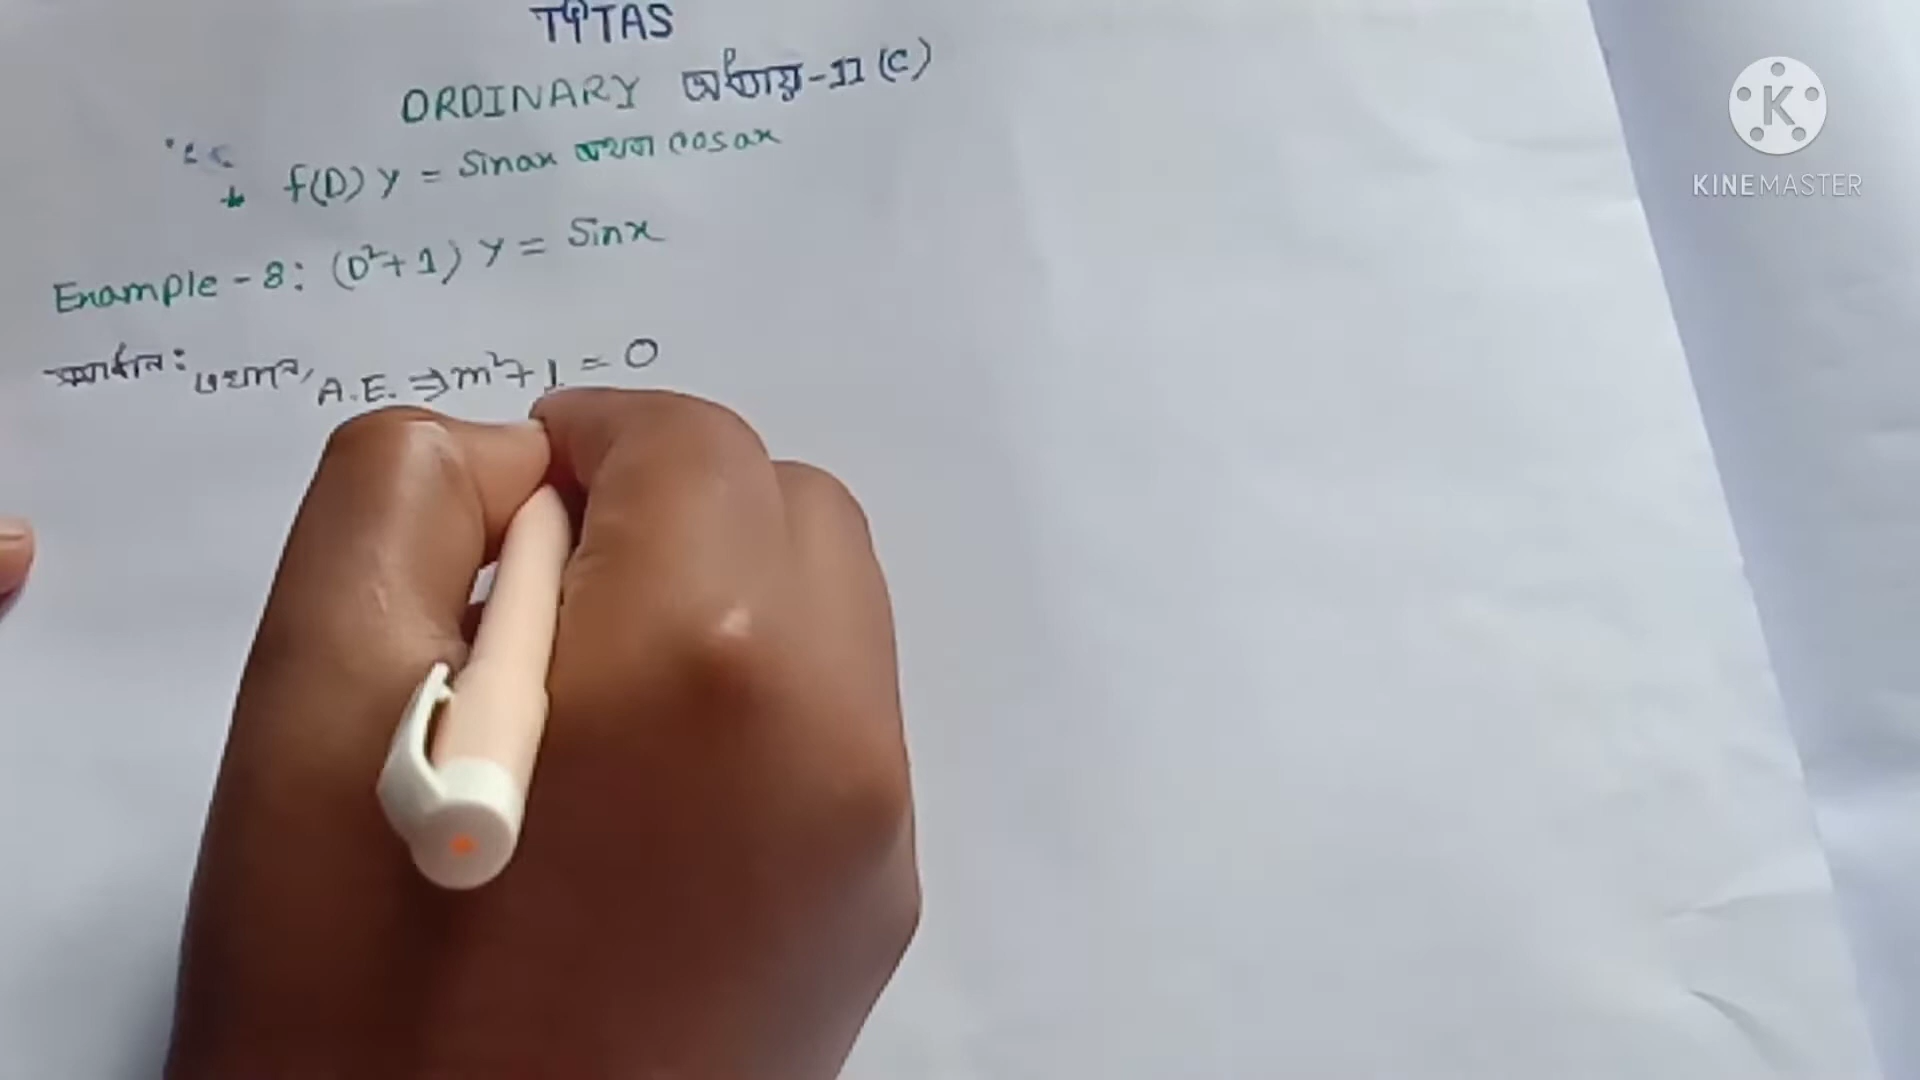 TITAS
ORDINARY অধ্যায়-11 (C)
* f(D) y = Sinax অথবা cosax
Example - 8: (D²+1) y = Sinx
সমাধান: এখানে, A.E. ⇒ m²+1 = 0
K
KINEMASTER